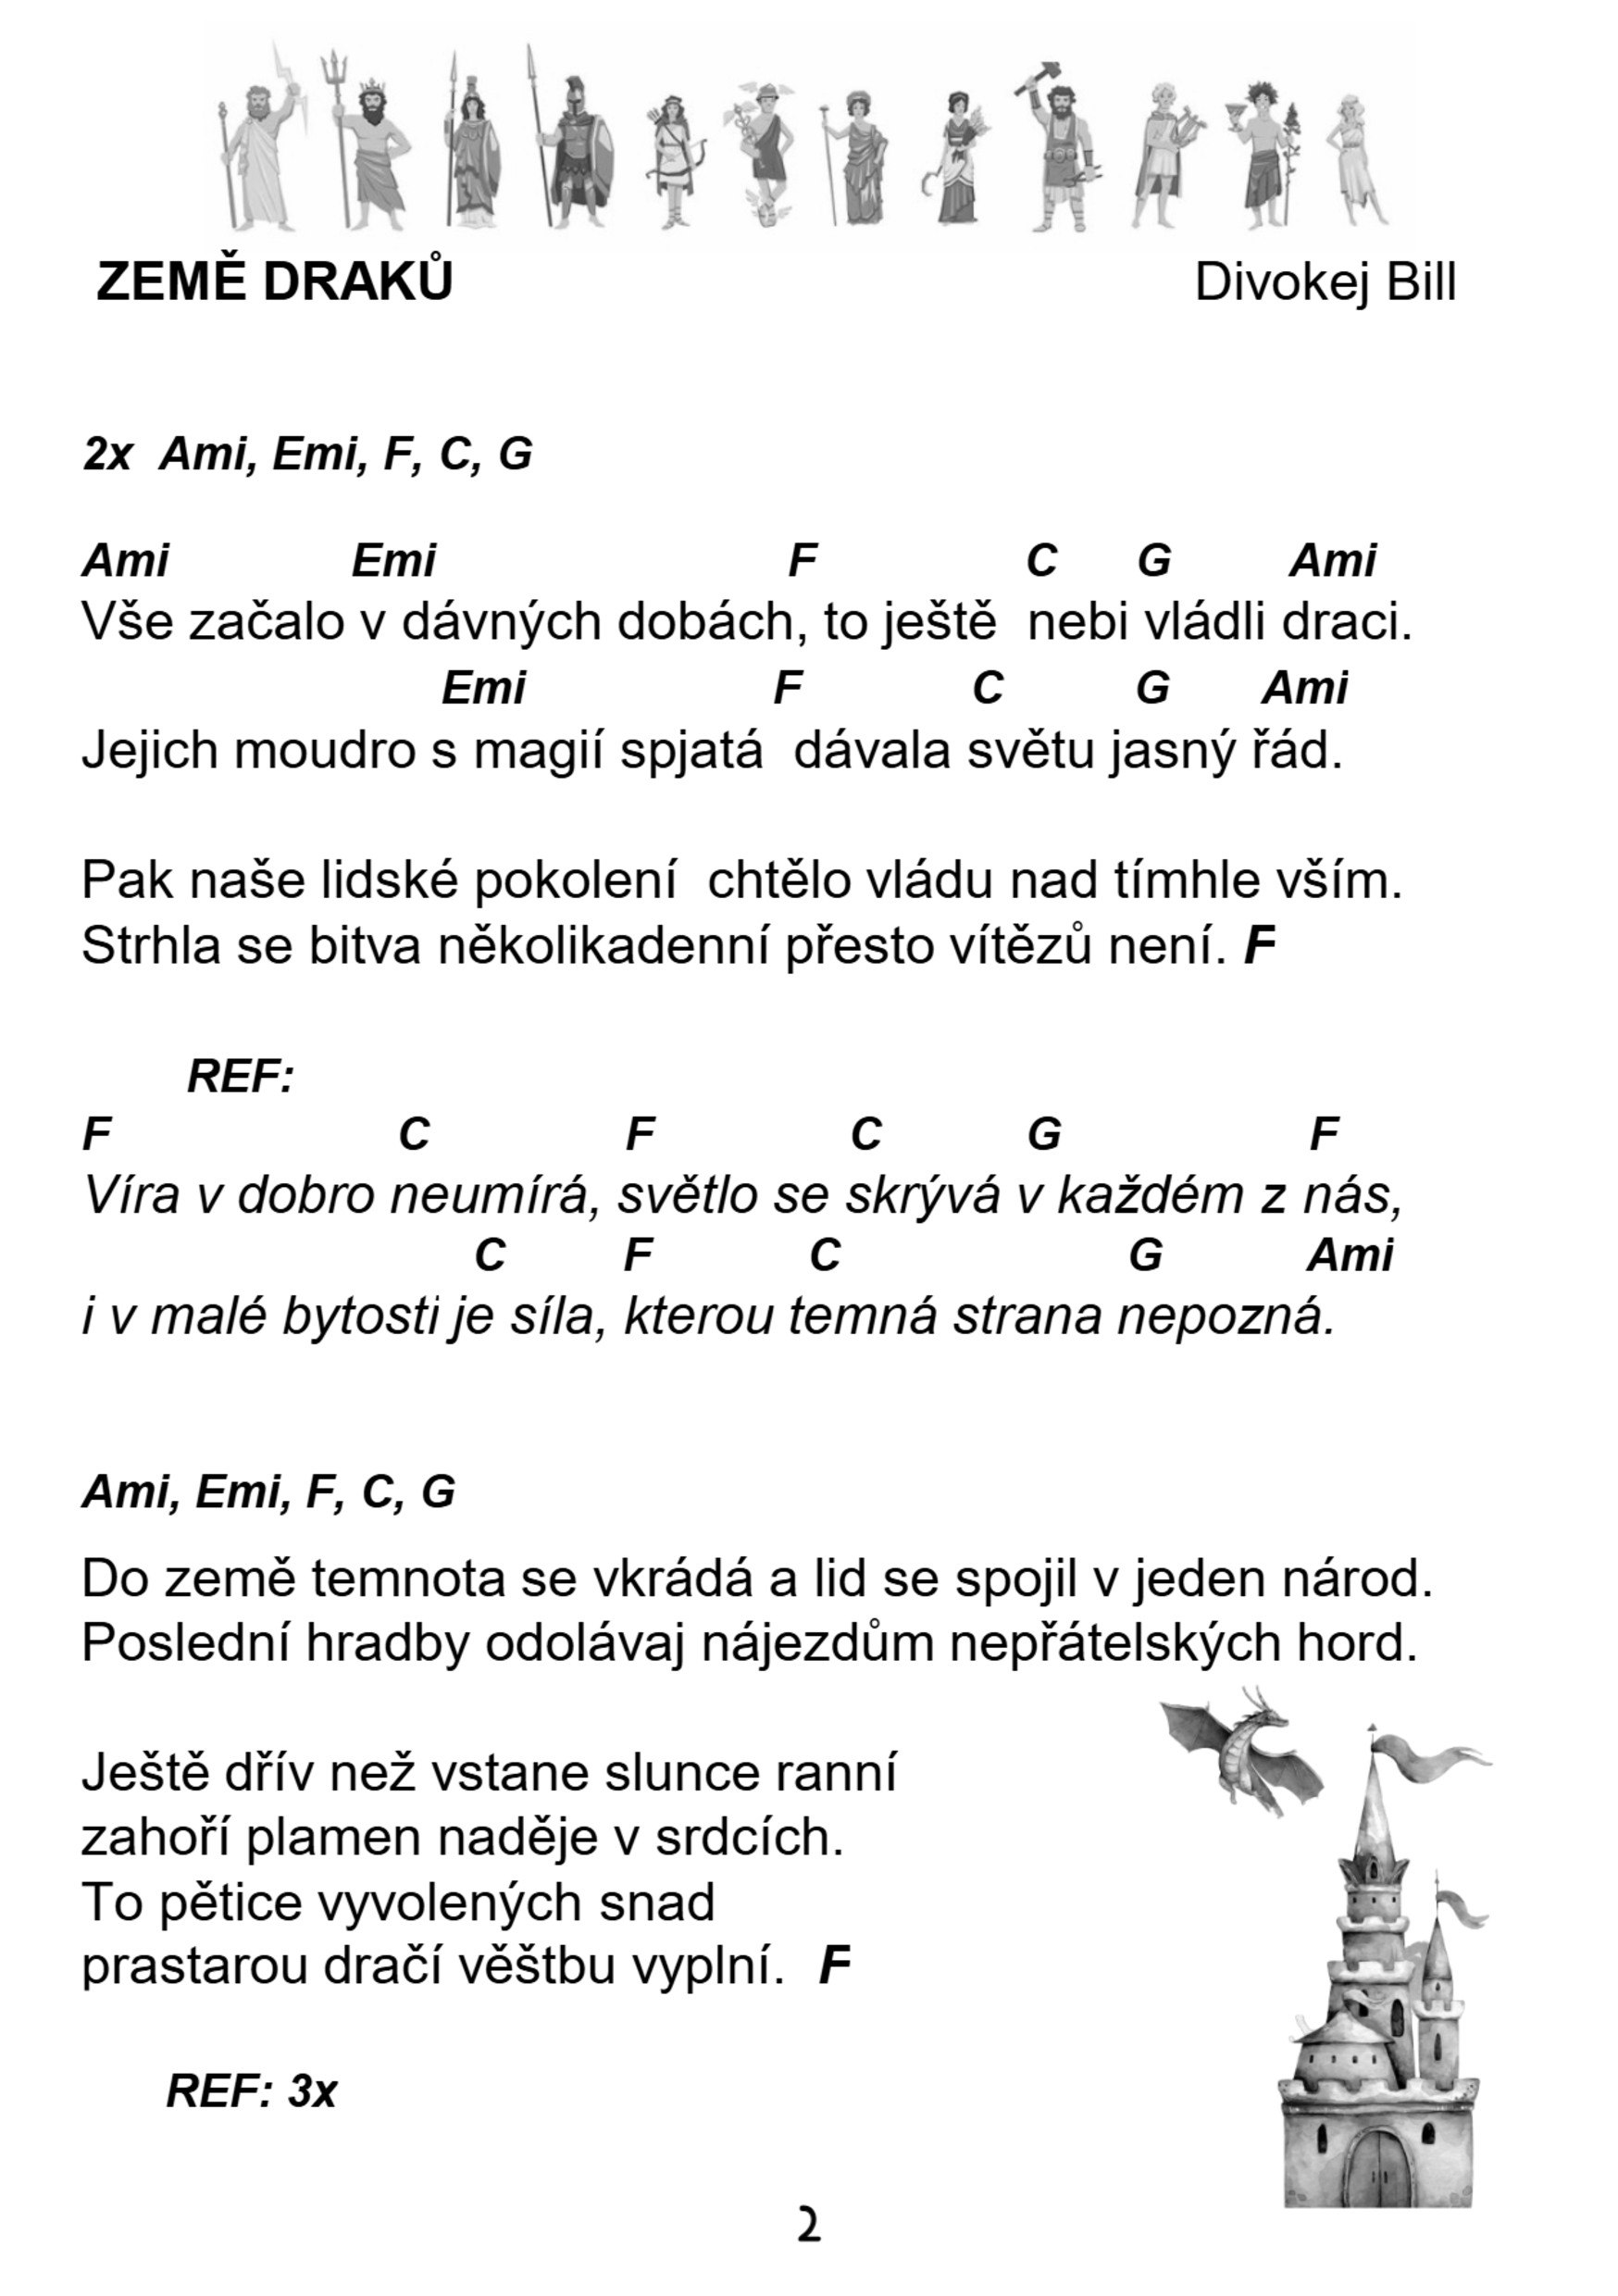 ZEMĚ DRAKŮ Divokej Bill
2x Ami, Emi, F, C, G
Ami Emi F C G Ami
Vše začalo v dávných dobách, to ještě nebi vládli draci.
Emi F C G Ami
Jejich moudro s magií spjatá dávala světu jasný řád.
Pak naše lidské pokolení chtělo vládu nad tímhle vším.
Strhla se bitva několikadenní přesto vítězů není. F
REF:
F C F C G F
Víra v dobro neumírá, světlo se skrývá v každém z nás,
C F C G Ami
i v malé bytosti je síla, kterou temná strana nepozná.
Ami, Emi, F, C, G
Do země temnota se vkrádá a lid se spojil v jeden národ.
Poslední hradby odolávaj nájezdům nepřátelských hord.
Ještě dřív než vstane slunce ranní
zahoří plamen naděje v srdcích.
To pětice vyvolených snad
prastarou dračí věštbu vyplní. F
REF: 3x
2